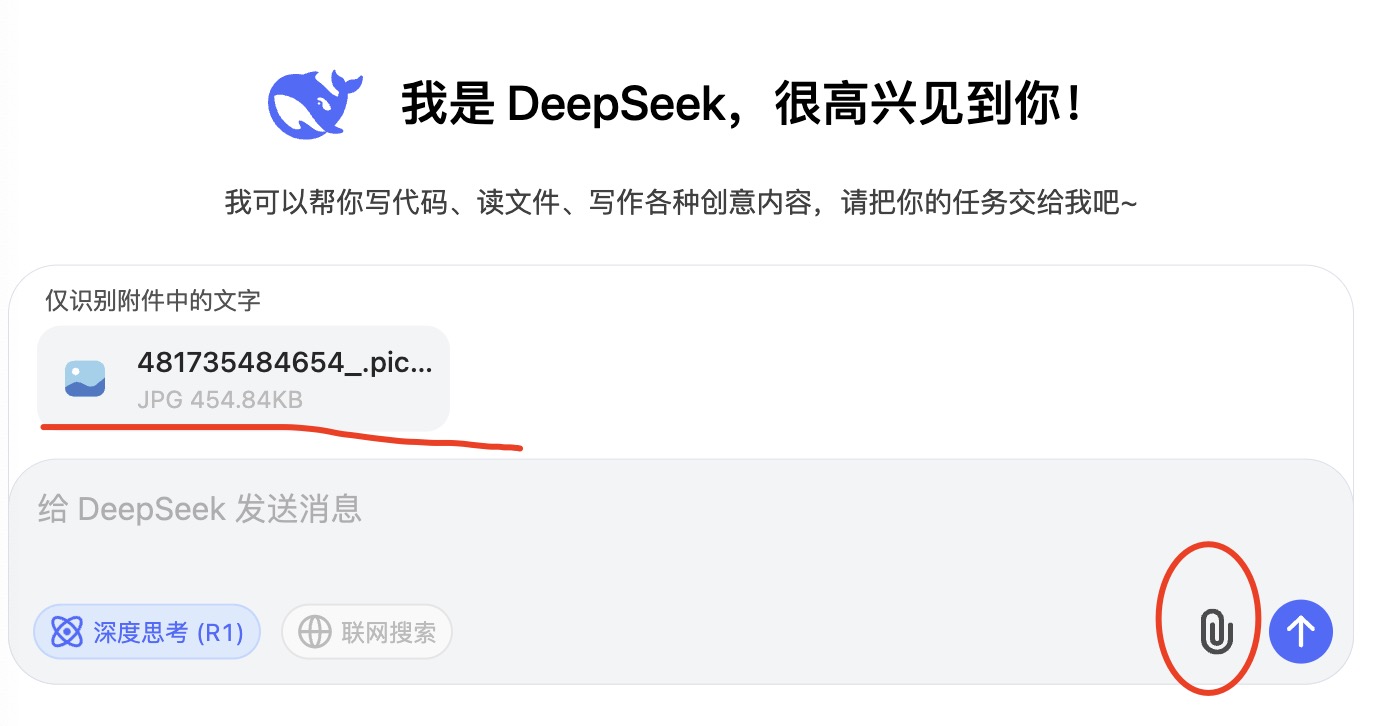 我是 DeepSeek，很高兴见到你！
我可以帮你写代码、读文件、写作各种创意内容，请把你的任务交给我吧~
仅识别附件中的文字
481735484654_.pic...
JPG 454.84KB
给 DeepSeek 发送消息
深度思考 (R1) 联网搜索